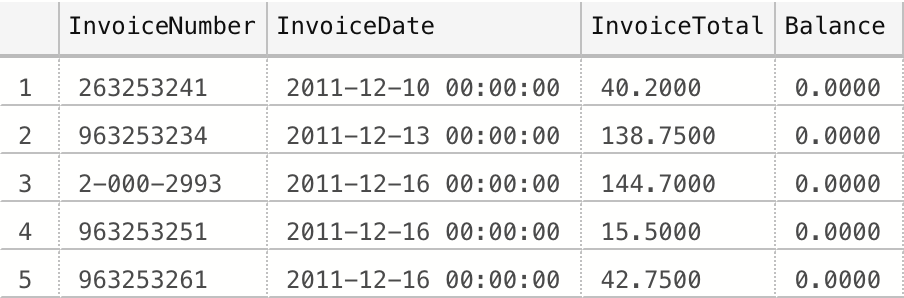 InvoiceNumber InvoiceDate InvoiceTotal Balance
1 263253241 2011-12-10 00:00:00 40.2000 0.0000
2 963253234 2011-12-13 00:00:00 138.7500 0.0000
3 2-000-2993 2011-12-16 00:00:00 144.7000 0.0000
4 963253251 2011-12-16 00:00:00 15.5000 0.0000
5 963253261 2011-12-16 00:00:00 42.7500 0.0000